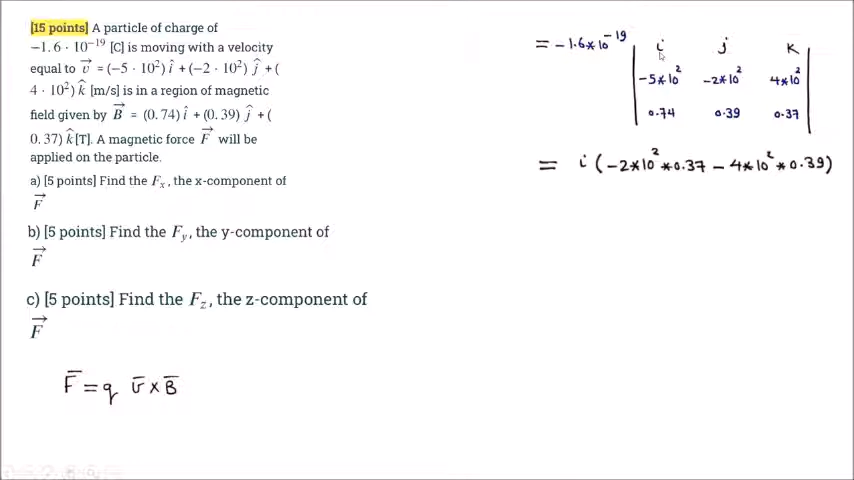 [15 points] A particle of charge of
−1.6 · 10⁻¹⁹ [C] is moving with a velocity
equal to v⃗ = (−5 · 10²) î + (−2 · 10²) ĵ + (
4 · 10²) k̂ [m/s] is in a region of magnetic
field given by B⃗ = (0.74) î + (0.39) ĵ + (
0.37) k̂ [T]. A magnetic force F⃗ will be
applied on the particle.
a) [5 points] Find the Fₓ, the x-component of
F⃗
b) [5 points] Find the F_y, the y-component of
F⃗
c) [5 points] Find the F_z, the z-component of
F⃗
F̄ = q v̄ × B̄
= −1.6*10⁻¹⁹ | i j k |
−5*10² −2*10² 4*10²
0.74 0.39 0.37
= i (−2*10² *0.37 − 4*10² *0.39)